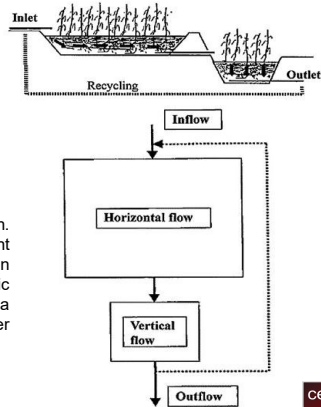 Inlet
Outlet
Recycling
Inflow
Horizontal flow
Vertical
flow
Outflow